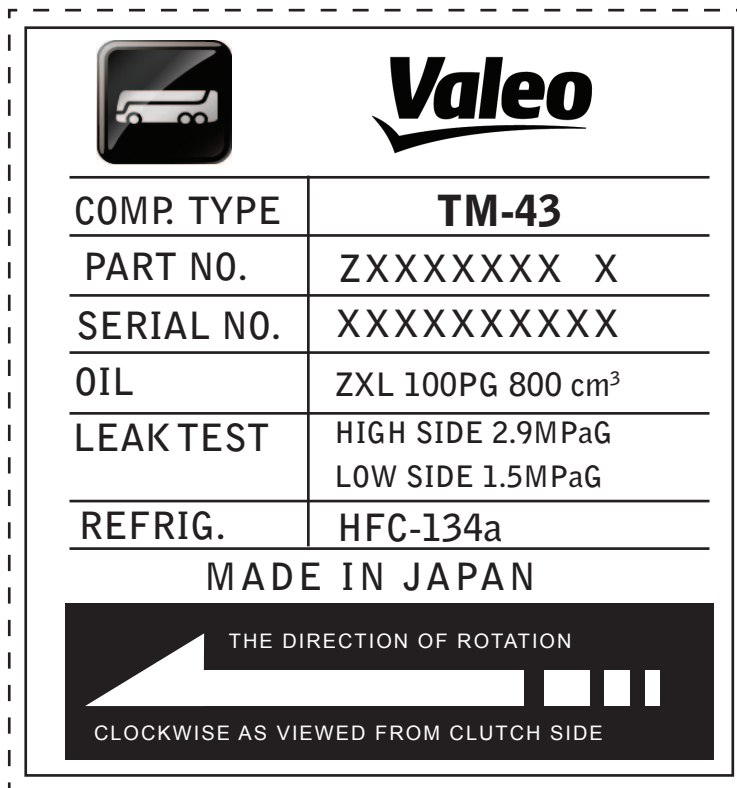 Valeo
COMP. TYPE TM-43
PART NO. ZXXXXXXX X
SERIAL NO. XXXXXXXXXX
OIL ZXL 100PG 800 cm³
LEAK TEST HIGH SIDE 2.9MPaG
LOW SIDE 1.5MPaG
REFRIG. HFC-134a
MADE IN JAPAN
THE DIRECTION OF ROTATION
CLOCKWISE AS VIEWED FROM CLUTCH SIDE